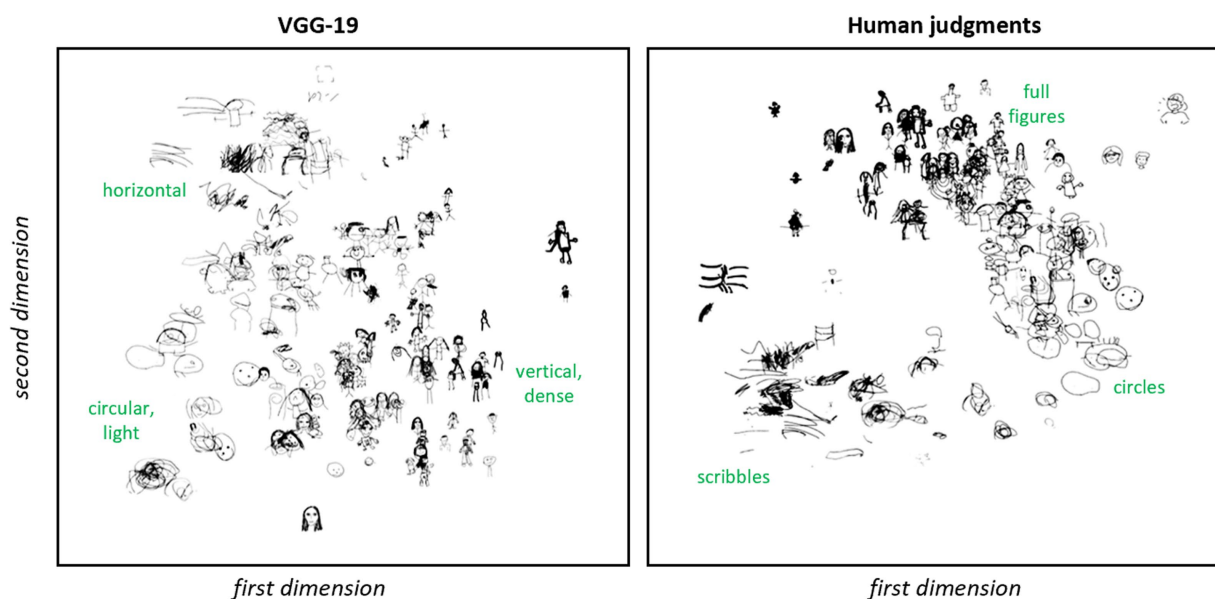 VGG-19
Human judgments
second dimension
horizontal
circular,
light
vertical,
dense
first dimension
full
figures
circles
scribbles
first dimension